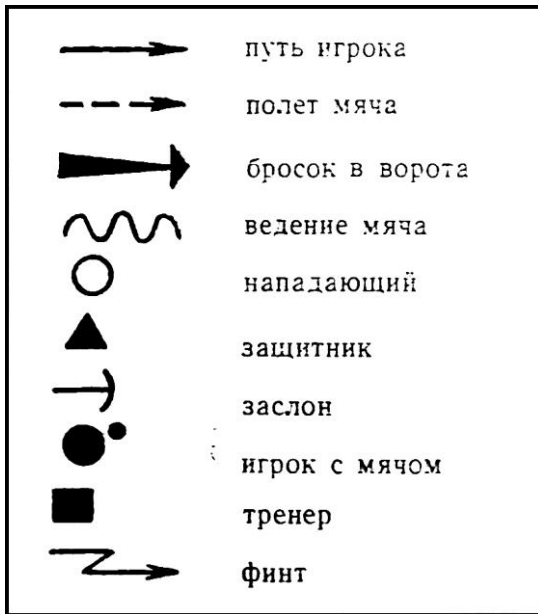 путь игрока
полет мяча
бросок в ворота
ведение мяча
нападающий
защитник
заслон
игрок с мячом
тренер
финт